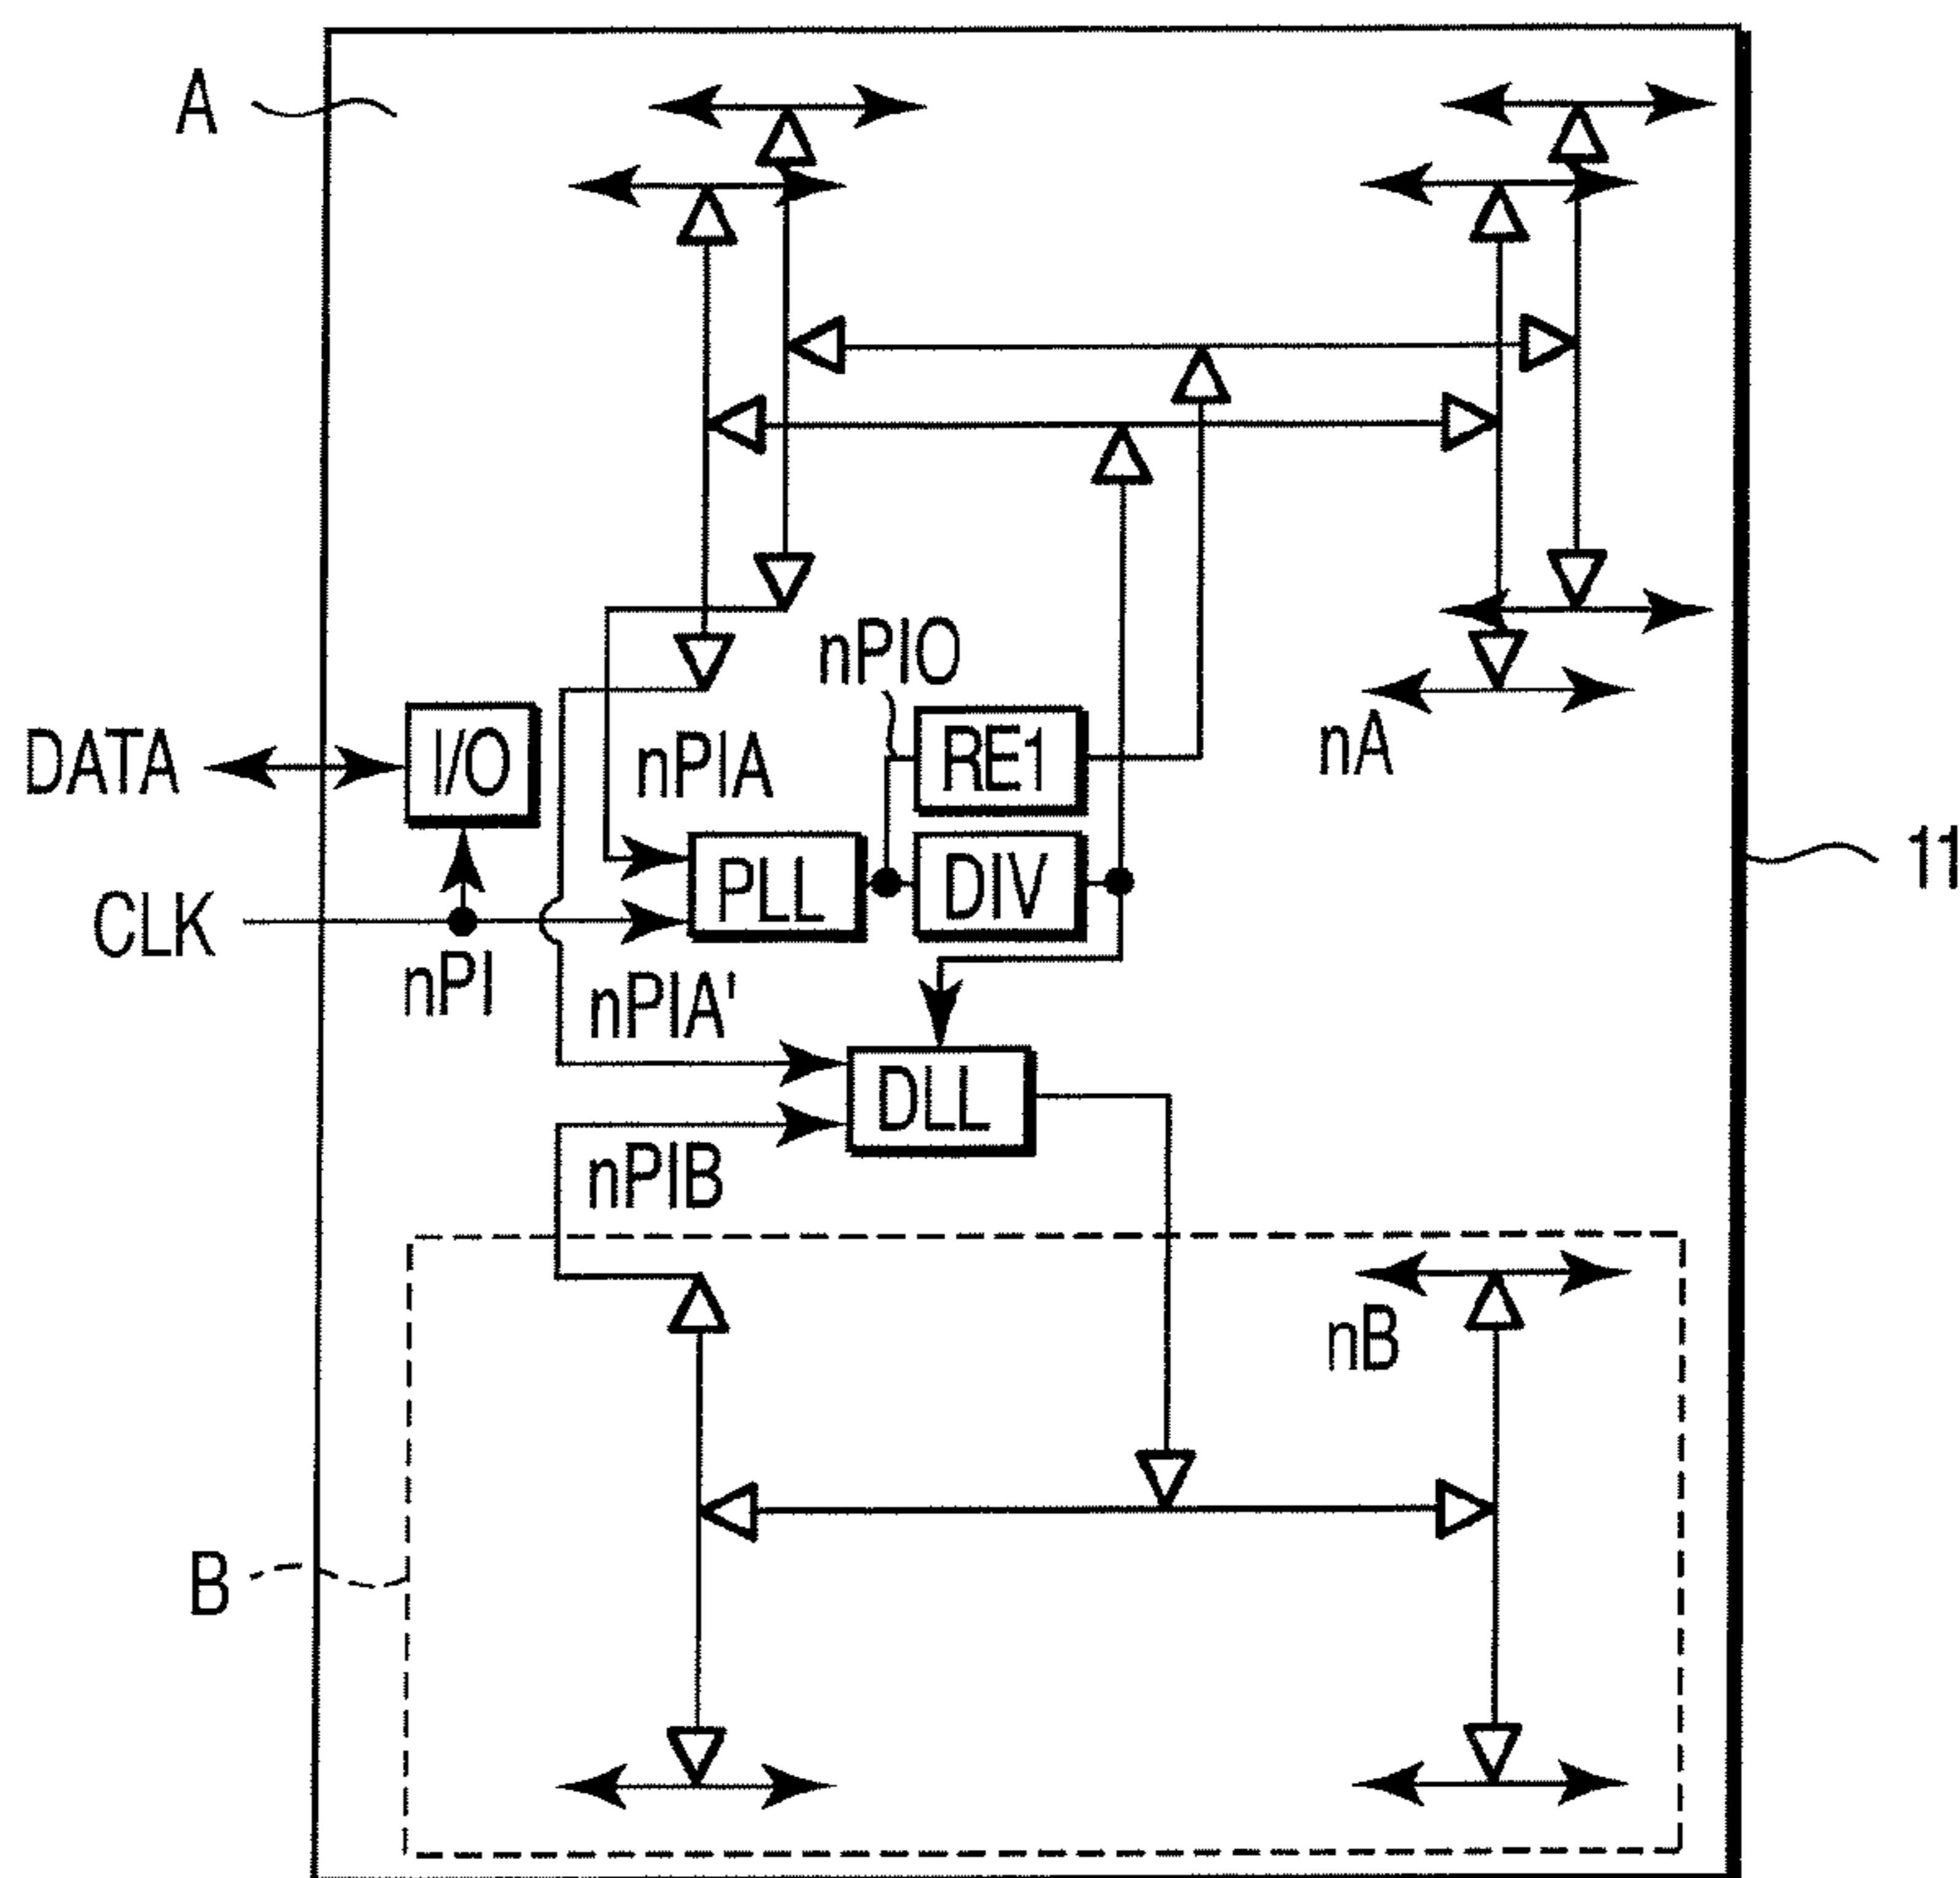 A
nPIO
DATA
I/O
nPIA
RE1
nA
11
CLK
PLL
DIV
nPI
nPIA'
DLL
nPIB
nB
B